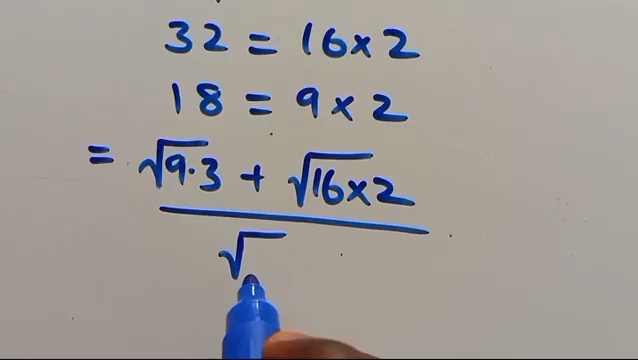 32 = 16 × 2
18 = 9 × 2
= √9·3 + √16×2
√